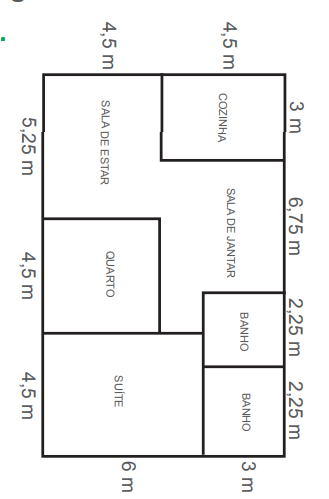 4,5 m
4,5 m
3 m
COZINHA
SALA DE ESTAR
5,25 m
6,75 m
SALA DE JANTAR
QUARTO
4,5 m
BANHO
2,25 m
SUÍTE
4,5 m
BANHO
2,25 m
6 m
3 m